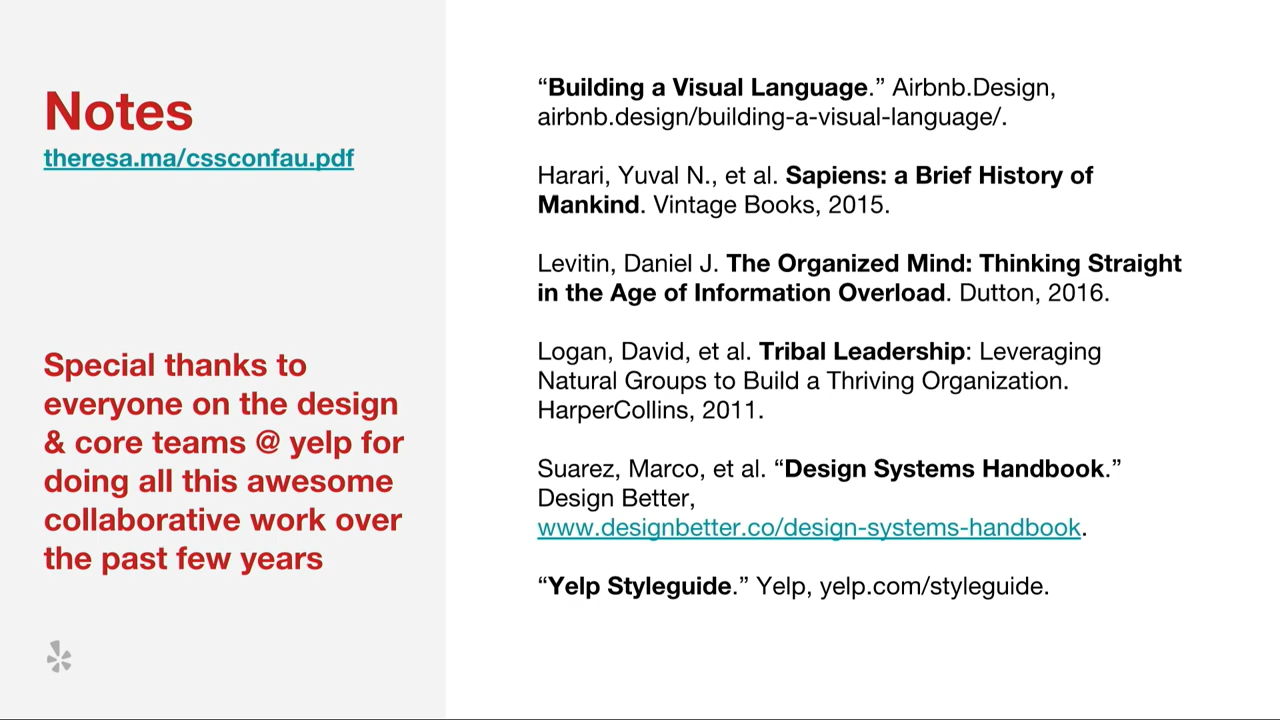 Notes
theresa.ma/cssconfau.pdf
Special thanks to
everyone on the design
& core teams @ yelp for
doing all this awesome
collaborative work over
the past few years
“Building a Visual Language.” Airbnb.Design,
airbnb.design/building-a-visual-language/.
Harari, Yuval N., et al. Sapiens: a Brief History of
Mankind. Vintage Books, 2015.
Levitin, Daniel J. The Organized Mind: Thinking Straight
in the Age of Information Overload. Dutton, 2016.
Logan, David, et al. Tribal Leadership: Leveraging
Natural Groups to Build a Thriving Organization.
HarperCollins, 2011.
Suarez, Marco, et al. “Design Systems Handbook.”
Design Better,
www.designbetter.co/design-systems-handbook.
“Yelp Styleguide.” Yelp, yelp.com/styleguide.